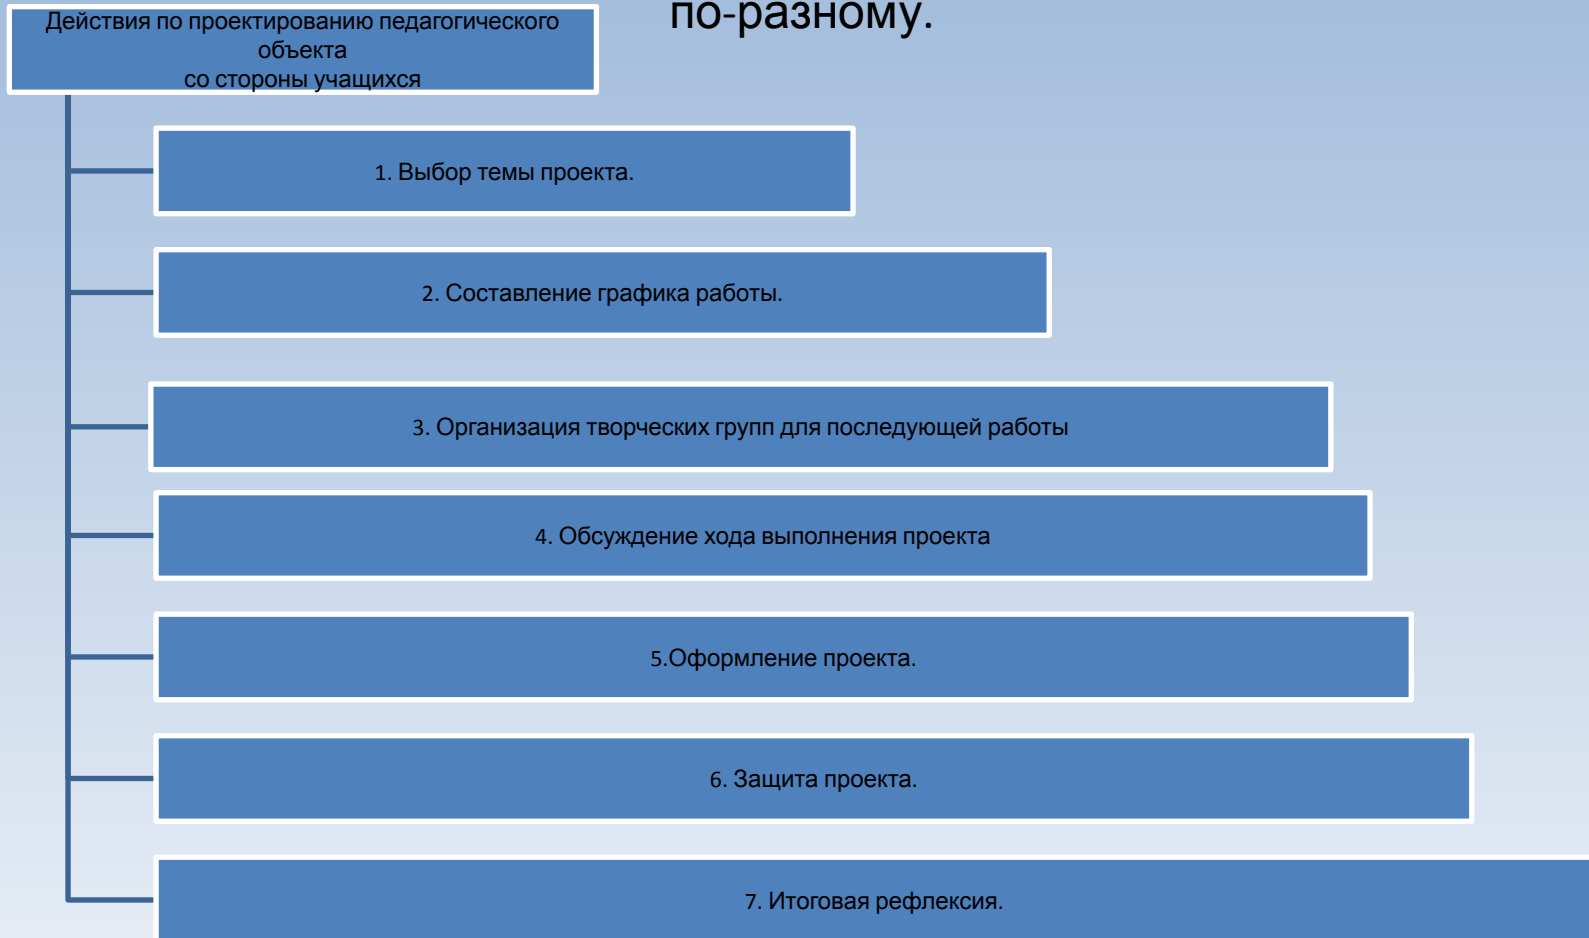 по-разному.
Действия по проектированию педагогического
объекта
со стороны учащихся
1. Выбор темы проекта.
2. Составление графика работы.
3. Организация творческих групп для последующей работы
4. Обсуждение хода выполнения проекта
5.Оформление проекта.
6. Защита проекта.
7. Итоговая рефлексия.